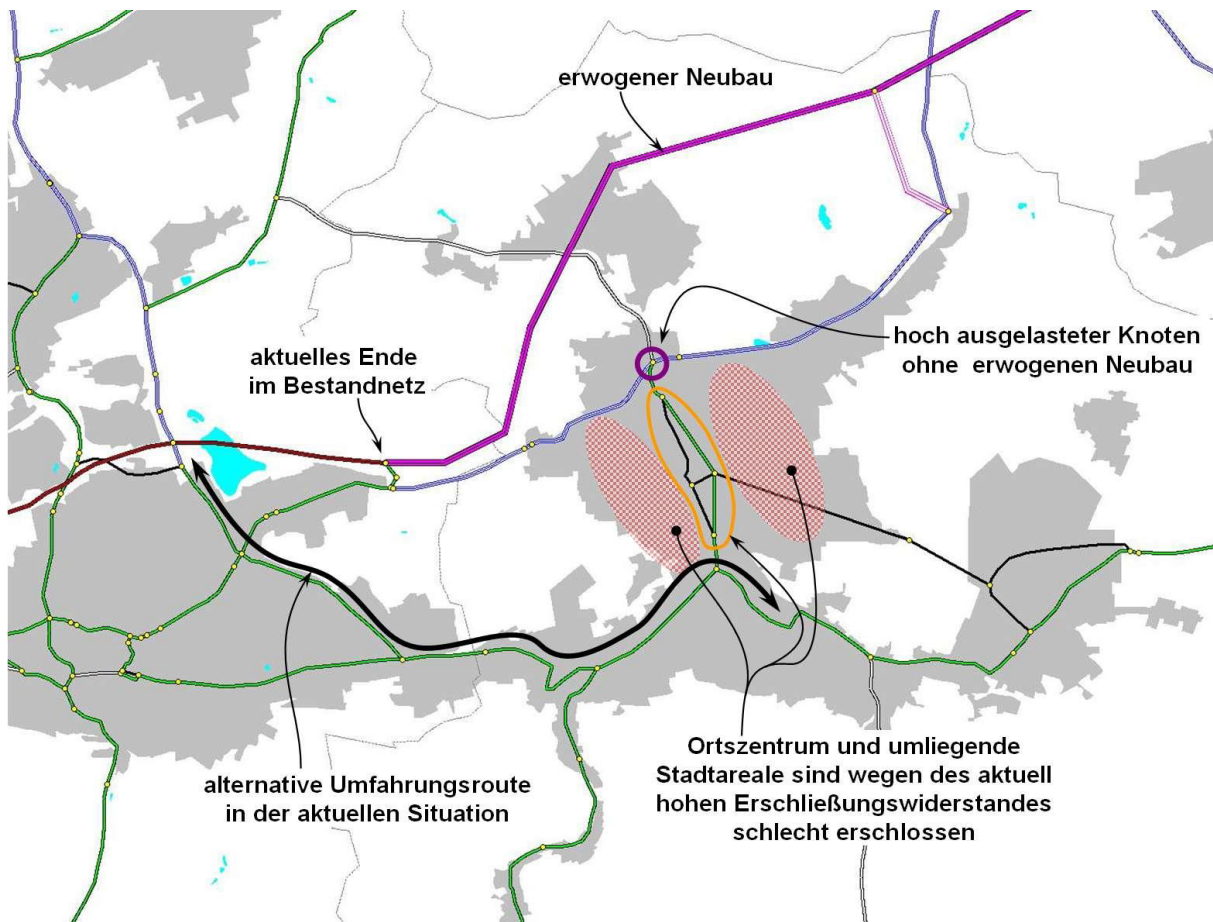 erwogener Neubau
hoch ausgelasteter Knoten
ohne erwogenen Neubau
aktuelles Ende
im Bestandnetz
alternative Umfahrungsroute
in der aktuellen Situation
Ortszentrum und umliegende
Stadtareale sind wegen des aktuell
hohen Erschließungswiderstandes
schlecht erschlossen